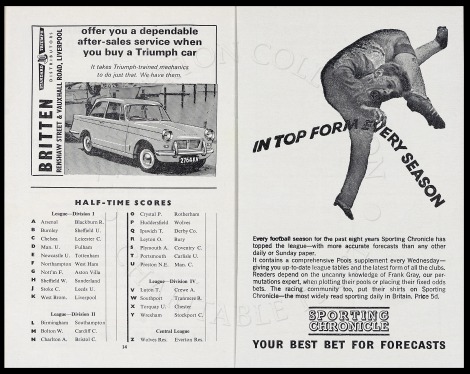 offer you a dependable
after-sales service when
you buy a Triumph car
It takes Triumph-trained mechanics
to do just that. We have them.
BRITTEN
DISTRIBUTORS
RENSHAW STREET & VAUXHALL ROAD, LIVERPOOL
HALF-TIME SCORES
League—Division I
A Arsenal Blackburn R.
B Burnley Sheffield U.
C Chelsea Leicester C.
D Man. U. Fulham
E Newcastle U. Tottenham
F Northampton West Ham
G Nott'm F. Aston Villa
H Sheffield W. Sunderland
J Stoke C. Leeds U.
K West Brom. Liverpool
League—Division II
L Birmingham Southampton
M Bolton W. Cardiff C.
N Charlton A. Bristol C.
O Crystal P. Rotherham
P Huddersfield Wolves
Q Ipswich T. Derby Co.
R Leyton O. Bury
S Plymouth A. Coventry C.
T Portsmouth Carlisle U.
U Preston N.E. Man. C.
League—Division IV
V Luton T. Crewe A.
W Southport Tranmere R.
X Torquay U. Chester
Y Wrexham Stockport C.
Central League
Z Wolves Res. Everton Res.
14
IN TOP FORM EVERY SEASON
Every football season for the past eight years Sporting Chronicle has
topped the league—with more accurate forecasts than any other
daily or Sunday paper.
It contains a comprehensive Pools supplement every Wednesday—
giving you up-to-date league tables and the latest form of all the clubs.
Readers depend on the uncanny knowledge of Frank Gray, our per-
mutations expert, when plotting their pools or placing their fixed odds
bets. The racing community too, put their shirts on Sporting
Chronicle—the most widely read sporting daily in Britain. Price 5d.
SPORTING
CHRONICLE
YOUR BEST BET FOR FORECASTS